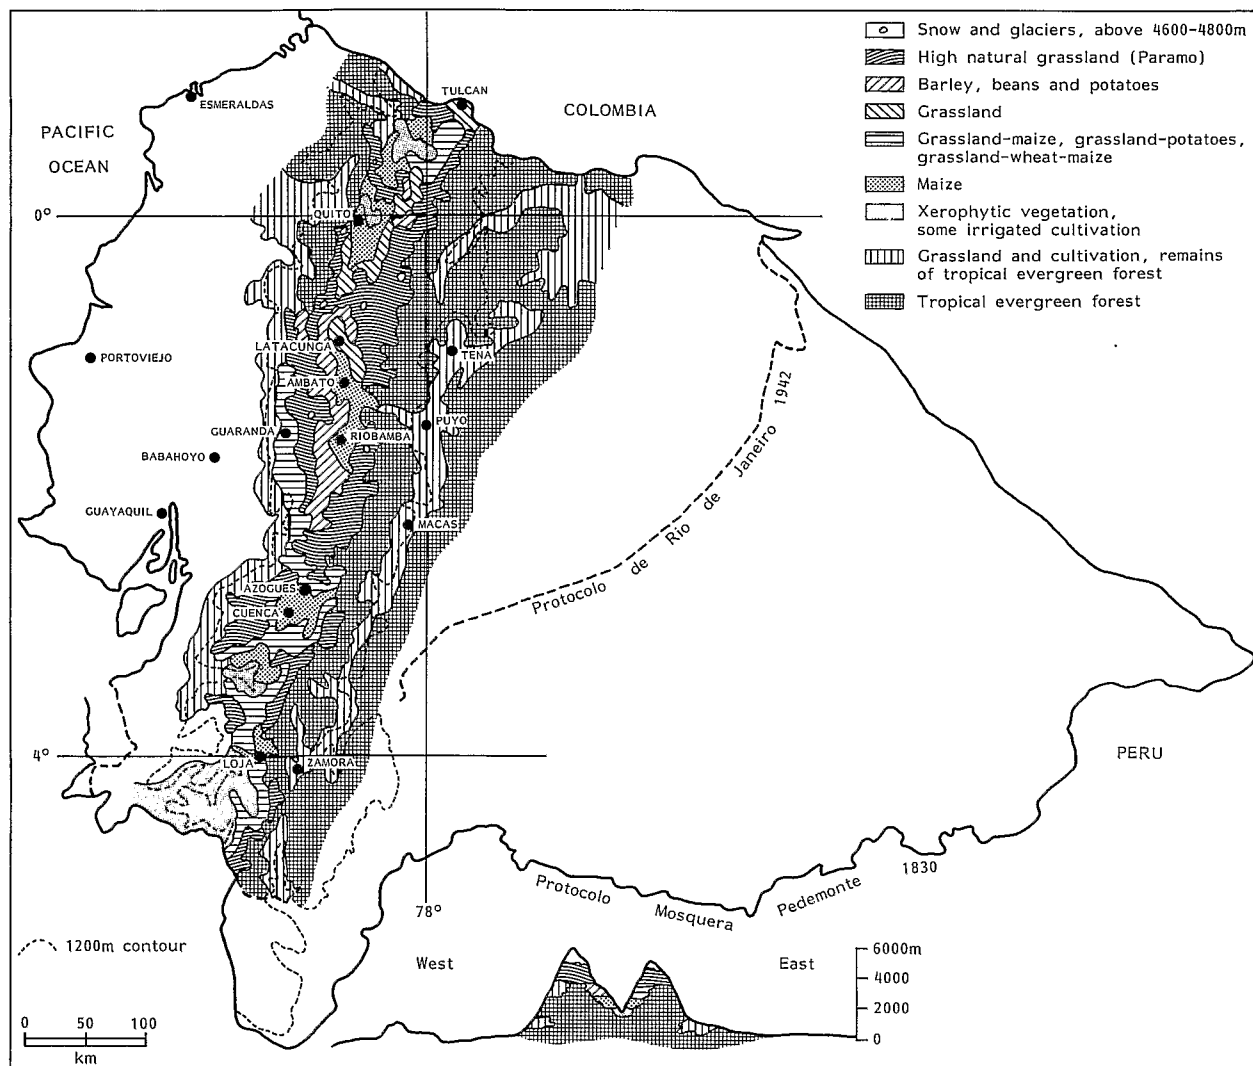 Snow and glaciers, above 4600-4800m
High natural grassland (Paramo)
Barley, beans and potatoes
Grassland
Grassland-maize, grassland-potatoes,
grassland-wheat-maize
Maize
Xerophytic vegetation,
some irrigated cultivation
Grassland and cultivation, remains
of tropical evergreen forest
Tropical evergreen forest
TULCAN
ESMERALDAS
COLOMBIA
PACIFIC
OCEAN
QUITO
0°
LATACUNGA
TENA
PORTOVIEJO
AMBATO
PUYO
GUARANDA
RIOBAMBA
BABAHOYO
GUAYAQUIL
MACAS
AZOGUES
CUENCA
Protocolo de Rio de Janeiro 1942
4°
LOJA
ZAMORA
PERU
78°
Protocolo Mosquera Pedemonte 1830
1200m contour
West
East
6000m
4000
2000
0
0 50 100
km